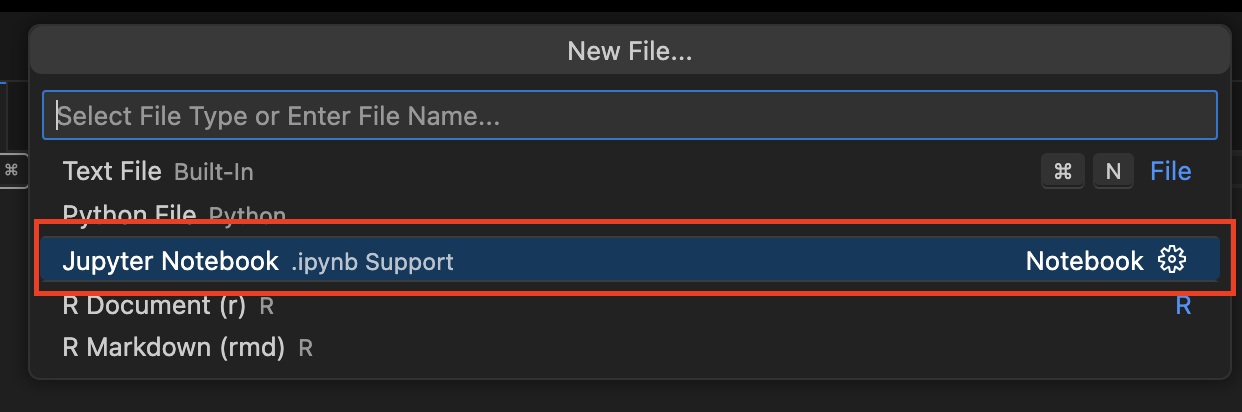 New File...
Select File Type or Enter File Name...
⌘
Text File Built-In ⌘ N File
Python File Python
Jupyter Notebook .ipynb Support Notebook
R Document (r) R R
R Markdown (rmd) R